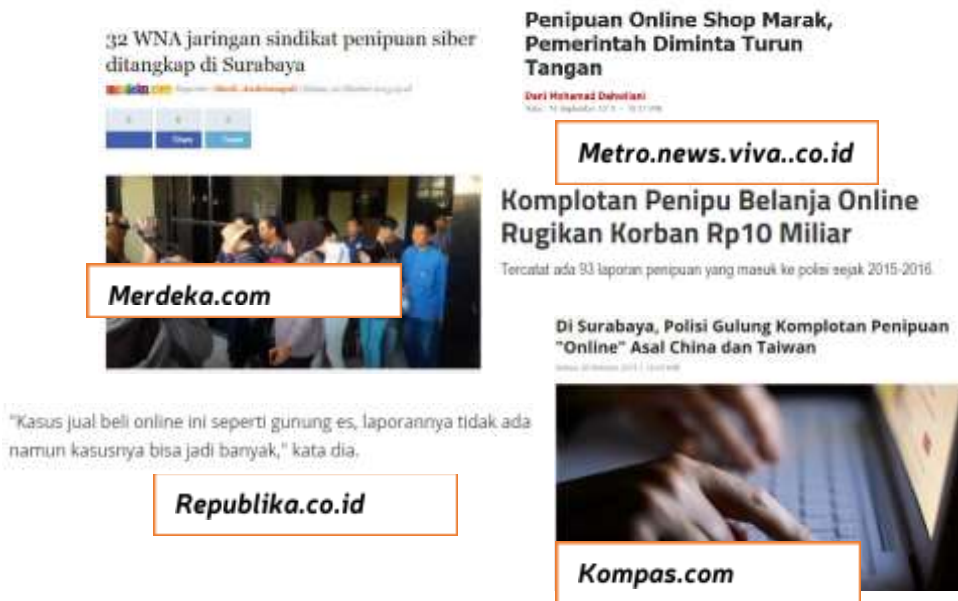 32 WNA jaringan sindikat penipuan siber
ditangkap di Surabaya
Share
Tweet
Merdeka.com
Penipuan Online Shop Marak,
Pemerintah Diminta Turun
Tangan
Metro.news.viva..co.id
Komplotan Penipu Belanja Online
Rugikan Korban Rp10 Miliar
Tercatat ada 93 laporan penipuan yang masuk ke polisi sejak 2015-2016.
Di Surabaya, Polisi Gulung Komplotan Penipuan
"Online" Asal China dan Taiwan
"Kasus jual beli online ini seperti gunung es, laporannya tidak ada
namun kasusnya bisa jadi banyak," kata dia.
Republika.co.id
Kompas.com